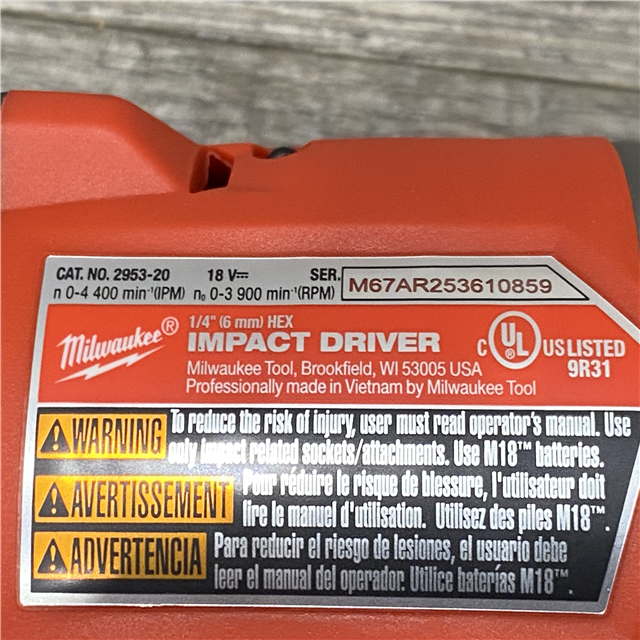 CAT. NO. 2953-20 18 V⎓ SER. M67AR253610859
n 0-4 400 min⁻¹(IPM) n₀ 0-3 900 min⁻¹(RPM)
Milwaukee®
1/4" (6 mm) HEX
IMPACT DRIVER
Milwaukee Tool, Brookfield, WI 53005 USA
Professionally made in Vietnam by Milwaukee Tool
C UL® US LISTED
9R31
⚠WARNING To reduce the risk of injury, user must read operator's manual. Use
only impact related sockets/attachments. Use M18™ batteries.
⚠AVERTISSEMENT Pour réduire le risque de blessure, l'utilisateur doit
lire le manuel d'utilisation. Utilisez des piles M18™.
⚠ADVERTENCIA Para reducir el riesgo de lesiones, el usuario debe
leer el manual del operador. Utilice baterías M18™.